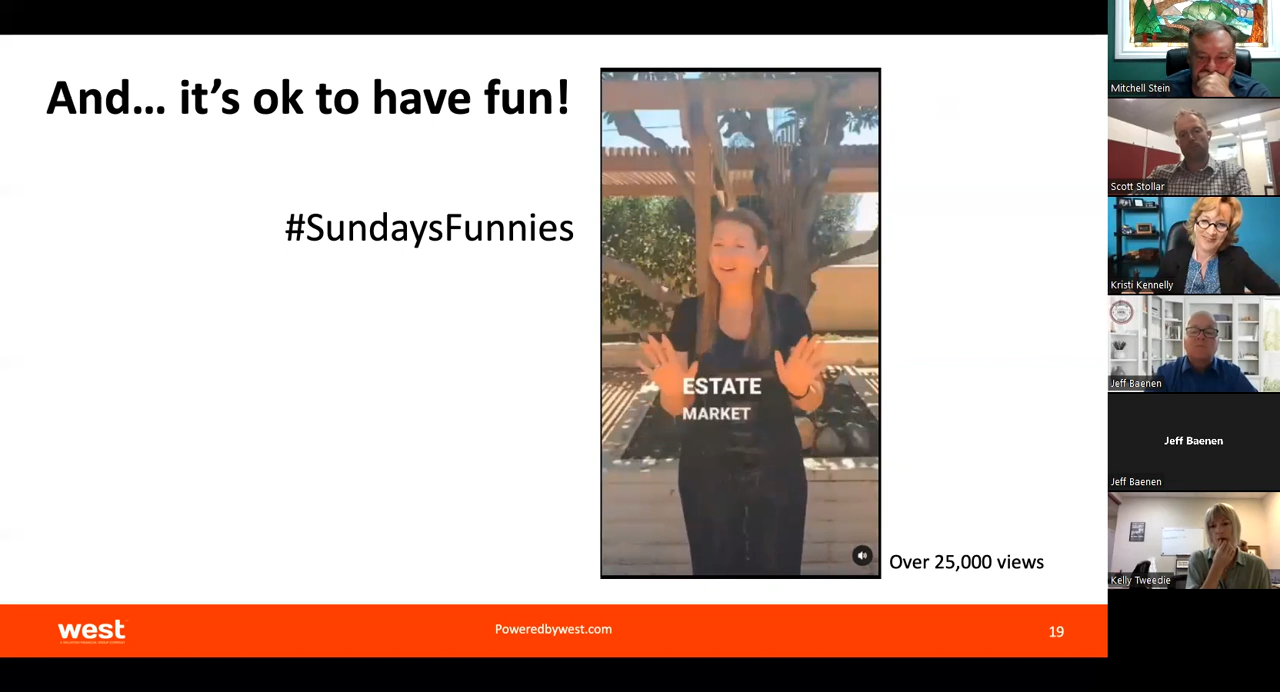 And... it's ok to have fun!
#SundaysFunnies
ESTATE
MARKET
Over 25,000 views
west
Poweredbywest.com
19
Mitchell Stein
Scott Stollar
Kristi Kennelly
Jeff Baenen
Jeff Baenen
Jeff Baenen
Kelly Tweedie